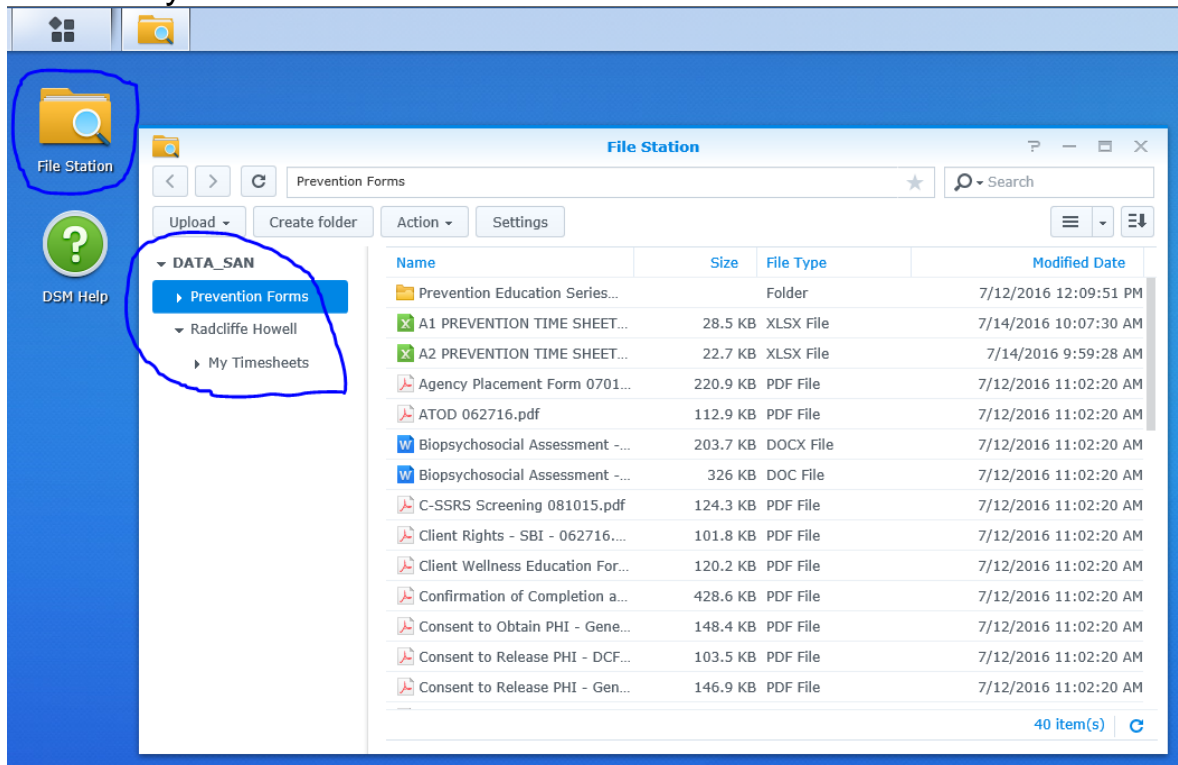 File Station
DSM Help
File Station
Prevention Forms
Search
Upload Create folder Action Settings
DATA_SAN
Prevention Forms
Radcliffe Howell
My Timesheets
Name Size File Type Modified Date
Prevention Education Series... Folder 7/12/2016 12:09:51 PM
A1 PREVENTION TIME SHEET... 28.5 KB XLSX File 7/14/2016 10:07:30 AM
A2 PREVENTION TIME SHEET... 22.7 KB XLSX File 7/14/2016 9:59:28 AM
Agency Placement Form 0701... 220.9 KB PDF File 7/12/2016 11:02:20 AM
ATOD 062716.pdf 112.9 KB PDF File 7/12/2016 11:02:20 AM
Biopsychosocial Assessment -... 203.7 KB DOCX File 7/12/2016 11:02:20 AM
Biopsychosocial Assessment -... 326 KB DOC File 7/12/2016 11:02:20 AM
C-SSRS Screening 081015.pdf 124.3 KB PDF File 7/12/2016 11:02:20 AM
Client Rights - SBI - 062716.... 101.8 KB PDF File 7/12/2016 11:02:20 AM
Client Wellness Education For... 120.2 KB PDF File 7/12/2016 11:02:20 AM
Confirmation of Completion a... 428.6 KB PDF File 7/12/2016 11:02:20 AM
Consent to Obtain PHI - Gene... 148.4 KB PDF File 7/12/2016 11:02:20 AM
Consent to Release PHI - DCF... 103.5 KB PDF File 7/12/2016 11:02:20 AM
Consent to Release PHI - Gen... 146.9 KB PDF File 7/12/2016 11:02:20 AM
40 item(s)